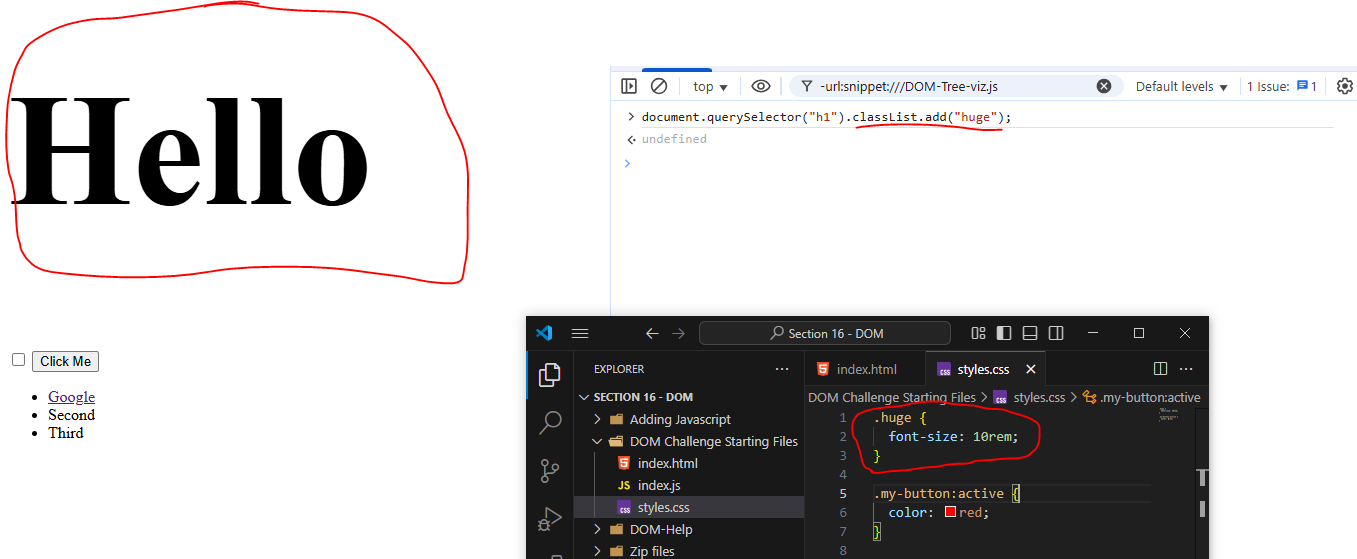 Hello
Click Me
Google
Second
Third
top
-url:snippet:///DOM-Tree-viz.js
Default levels
1 Issue: 1
document.querySelector("h1").classList.add("huge");
undefined
Section 16 - DOM
EXPLORER
SECTION 16 - DOM
Adding Javascript
DOM Challenge Starting Files
index.html
JS index.js
styles.css
DOM-Help
Zip files
index.html
styles.css
DOM Challenge Starting Files > styles.css > .my-button:active
1 .huge {
2 font-size: 10rem;
3 }
4
5 .my-button:active {
6 color: red;
7 }
8